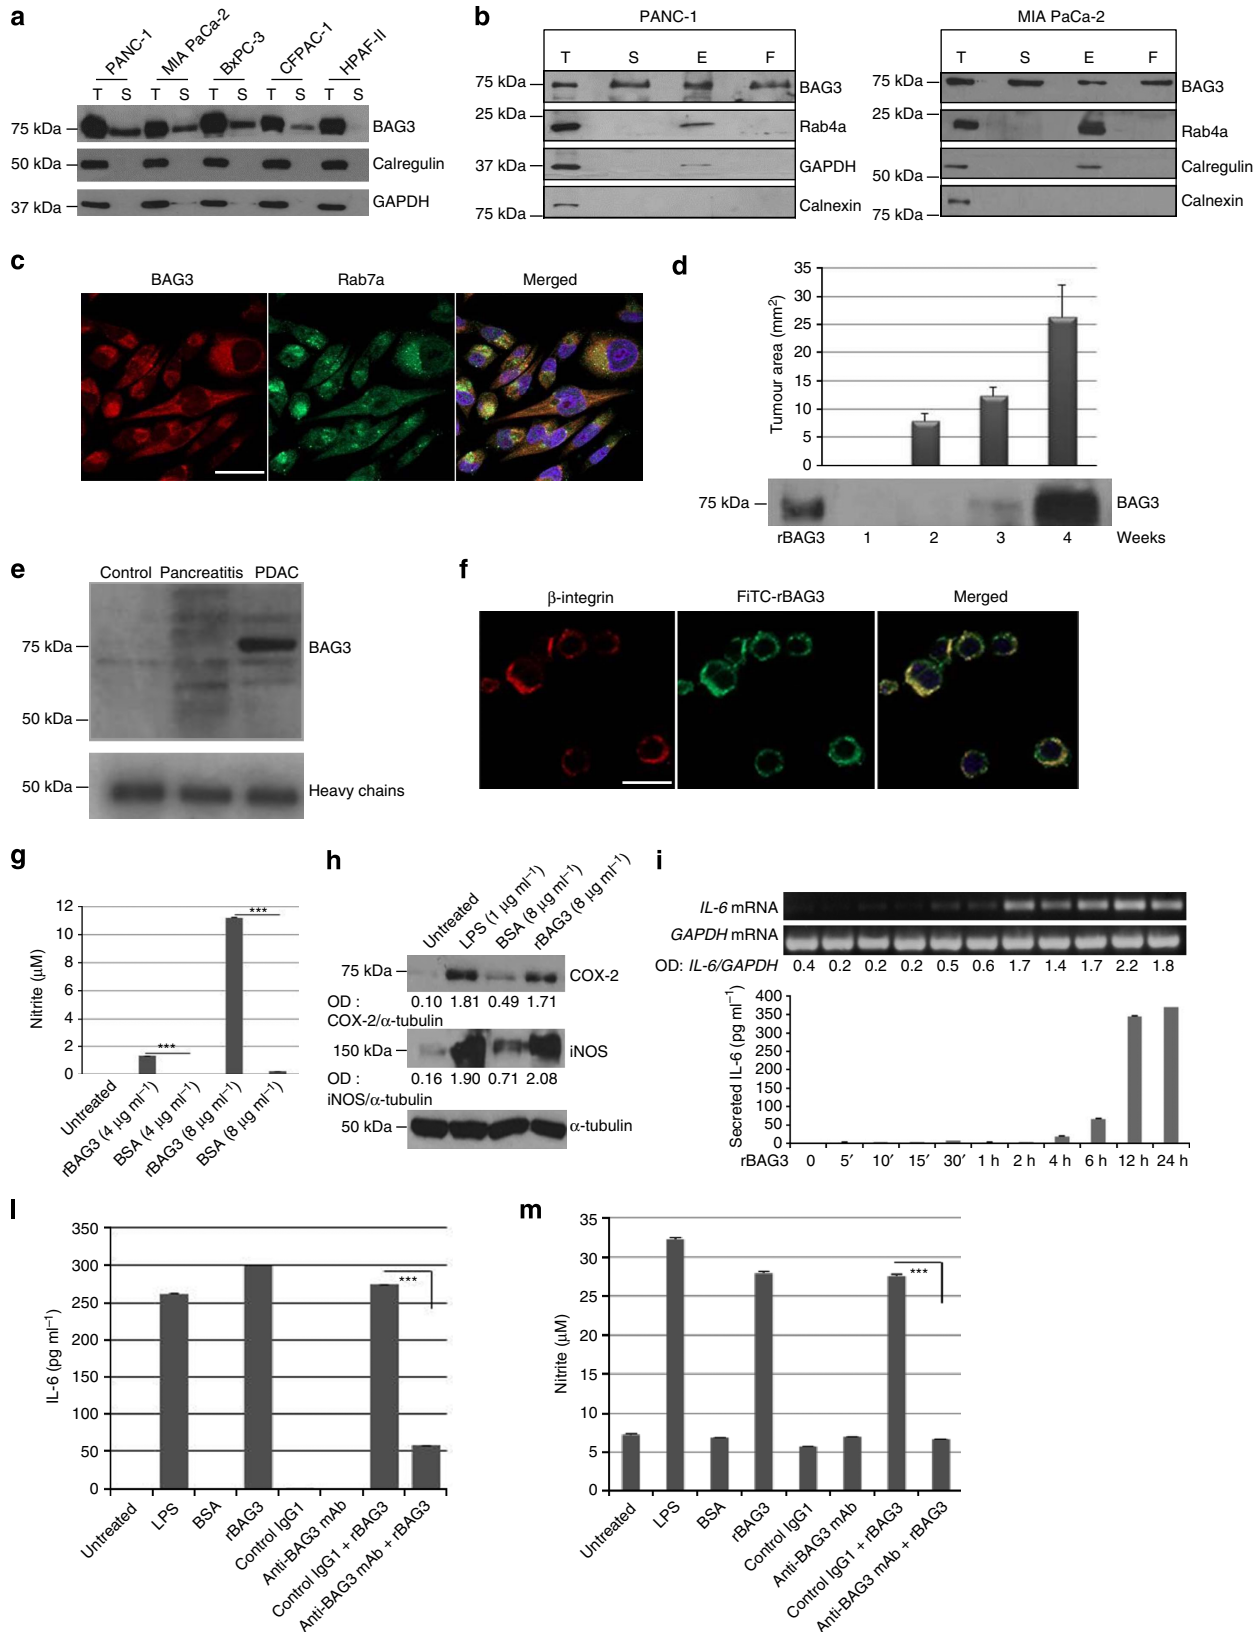 a
PANC-1 MIA PaCa-2 BxPC-3 CFPAC-1 HPAF-II
T S T S T S T S T S
75 kDa BAG3
50 kDa Calregulin
37 kDa GAPDH
b
PANC-1
T S E F
75 kDa BAG3
25 kDa Rab4a
37 kDa GAPDH
75 kDa Calnexin
MIA PaCa-2
T S E F
75 kDa BAG3
25 kDa Rab4a
50 kDa Calregulin
75 kDa Calnexin
c
BAG3 Rab7a Merged
d
Tumour area (mm²)
35
30
25
20
15
10
5
0
75 kDa BAG3
rBAG3 1 2 3 4 Weeks
e
Control Pancreatitis PDAC
75 kDa BAG3
50 kDa
50 kDa Heavy chains
f
β-integrin FiTC-rBAG3 Merged
g
Nitrite (μM)
12
10
8
6
4
2
0
*** ***
Untreated
rBAG3 (4 μg ml⁻¹)
BSA (4 μg ml⁻¹)
rBAG3 (8 μg ml⁻¹)
BSA (8 μg ml⁻¹)
h
Untreated
LPS (1 μg ml⁻¹)
BSA (8 μg ml⁻¹)
rBAG3 (8 μg ml⁻¹)
75 kDa COX-2
OD : 0.10 1.81 0.49 1.71
COX-2/α-tubulin
150 kDa iNOS
OD : 0.16 1.90 0.71 2.08
iNOS/α-tubulin
50 kDa α-tubulin
i
IL-6 mRNA
GAPDH mRNA
OD: IL-6/GAPDH 0.4 0.2 0.2 0.2 0.5 0.6 1.7 1.4 1.7 2.2 1.8
Secreted IL-6 (pg ml⁻¹)
400
350
300
250
200
150
100
50
0
rBAG3 0 5′ 10′ 15′ 30′ 1 h 2 h 4 h 6 h 12 h 24 h
l
IL-6 (pg ml⁻¹)
350
300
250
200
150
100
50
0
***
Untreated
LPS
BSA
rBAG3
Control IgG1
Anti-BAG3 mAb
Control IgG1 + rBAG3
Anti-BAG3 mAb + rBAG3
m
Nitrite (μM)
35
30
25
20
15
10
5
0
***
Untreated
LPS
BSA
rBAG3
Control IgG1
Anti-BAG3 mAb
Control IgG1 + rBAG3
Anti-BAG3 mAb + rBAG3